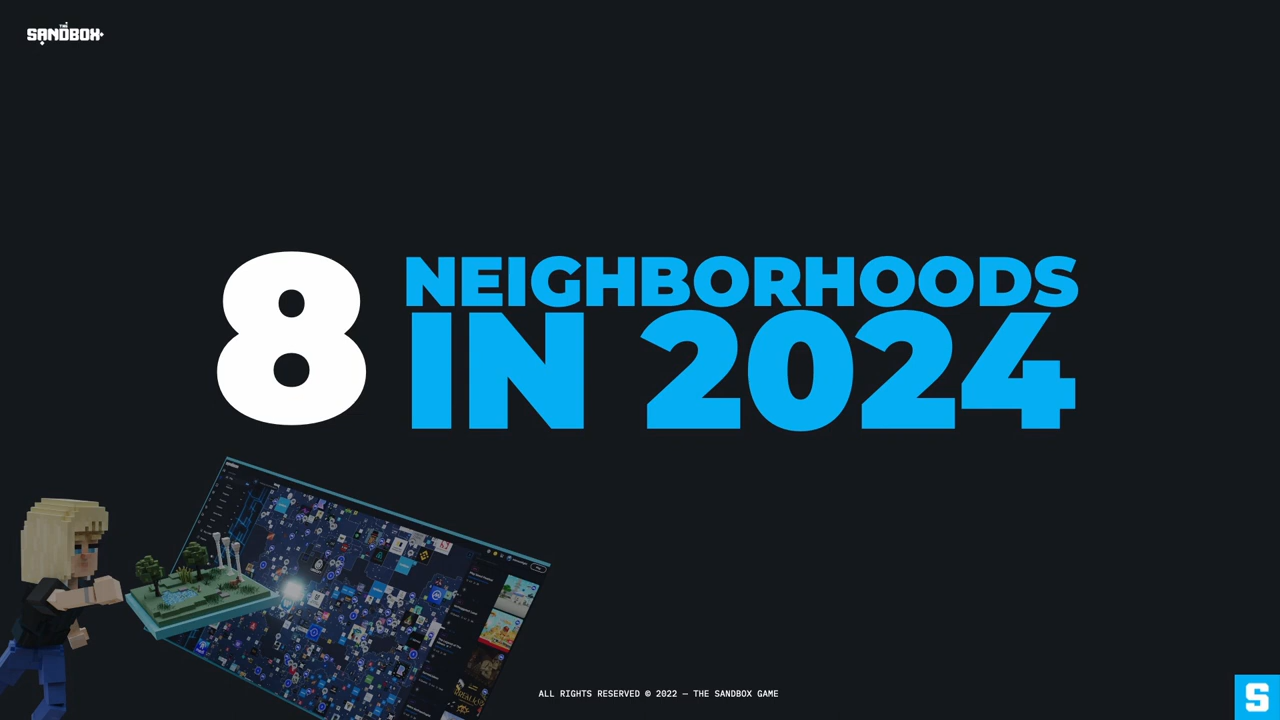 THE
SANDBOX
8 NEIGHBORHOODS
IN 2024
ALL RIGHTS RESERVED © 2022 — THE SANDBOX GAME
S